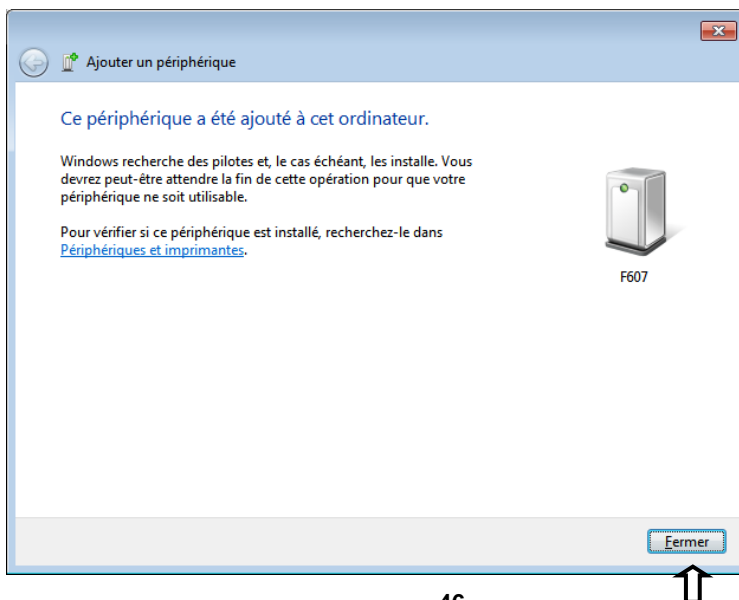 Ajouter un périphérique
Ce périphérique a été ajouté à cet ordinateur.
Windows recherche des pilotes et, le cas échéant, les installe. Vous
devrez peut-être attendre la fin de cette opération pour que votre
périphérique ne soit utilisable.
Pour vérifier si ce périphérique est installé, recherchez-le dans
Périphériques et imprimantes.
F607
Fermer